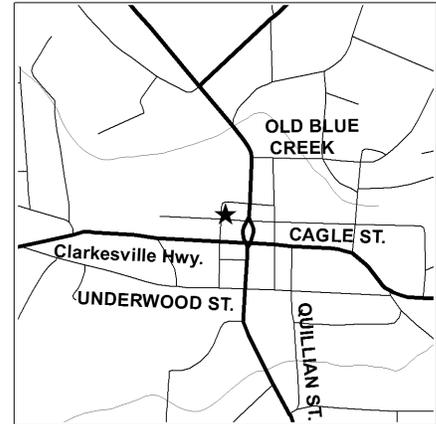 OLD BLUE
CREEK
CAGLE ST.
Clarkesville Hwy.
UNDERWOOD ST.
QUILLIAN ST.